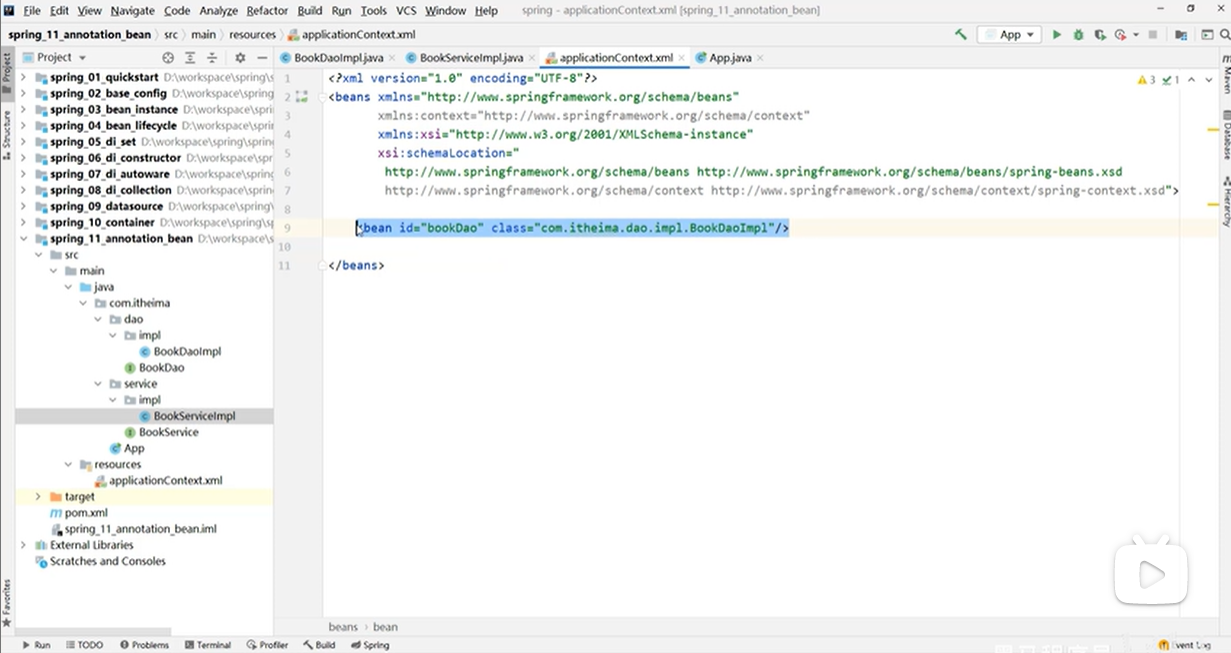 File Edit View Navigate Code Analyze Refactor Build Run Tools VCS Window Help spring - applicationContext.xml [spring_11_annotation_bean]
spring_11_annotation_bean src main resources applicationContext.xml App
Project BookDaoImpl.java BookServiceImpl.java applicationContext.xml App.java
Project
Structure
Favorites
spring_01_quickstart D:\workspace\spring\s
spring_02_base_config D:\workspace\spring
spring_03_bean_instance D:\workspace\spri
spring_04_bean_lifecycle D:\workspace\spri
spring_05_di_set D:\workspace\spring\spring
spring_06_di_constructor D:\workspace\spri
spring_07_di_autoware D:\workspace\spring
spring_08_di_collection D:\workspace\spring
spring_09_datasource D:\workspace\spring\
spring_10_container D:\workspace\spring\s
spring_11_annotation_bean D:\workspace\s
src
main
java
com.itheima
dao
impl
BookDaoImpl
BookDao
service
impl
BookServiceImpl
BookService
App
resources
applicationContext.xml
target
pom.xml
spring_11_annotation_bean.iml
External Libraries
Scratches and Consoles
1 <?xml version="1.0" encoding="UTF-8"?>
2 <beans xmlns="http://www.springframework.org/schema/beans"
3 xmlns:context="http://www.springframework.org/schema/context"
4 xmlns:xsi="http://www.w3.org/2001/XMLSchema-instance"
5 xsi:schemaLocation="
6 http://www.springframework.org/schema/beans http://www.springframework.org/schema/beans/spring-beans.xsd
7 http://www.springframework.org/schema/context http://www.springframework.org/schema/context/spring-context.xsd">
8
9 <bean id="bookDao" class="com.itheima.dao.impl.BookDaoImpl"/>
10
11 </beans>
3 1
Maven
Database
Hierarchy
beans › bean
Run TODO Problems Terminal Profiler Build Spring Event Log